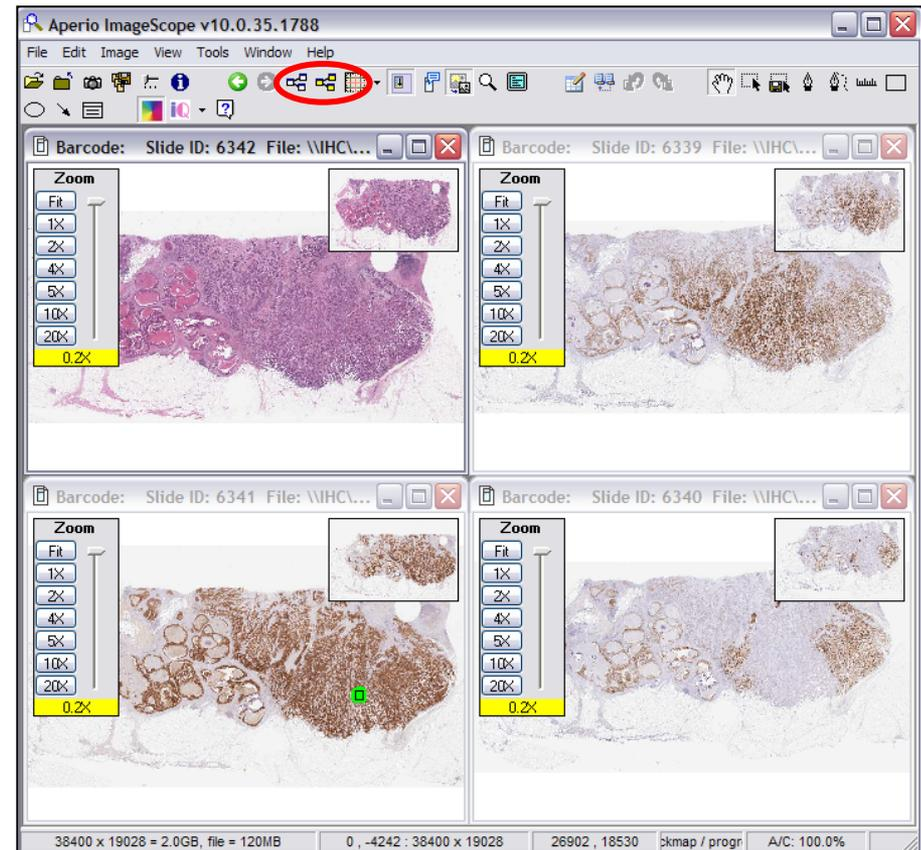 Aperio ImageScope v10.0.35.1788
File Edit Image View Tools Window Help
iQ
Barcode: Slide ID: 6342 File: \\IHC\...
Zoom
Fit
1X
2X
4X
5X
10X
20X
0.2X
Barcode: Slide ID: 6339 File: \\IHC\...
Zoom
Fit
1X
2X
4X
5X
10X
20X
0.2X
Barcode: Slide ID: 6341 File: \\IHC\...
Zoom
Fit
1X
2X
4X
5X
10X
20X
0.2X
Barcode: Slide ID: 6340 File: \\IHC\...
Zoom
Fit
1X
2X
4X
5X
10X
20X
0.2X
38400 x 19028 = 2.0GB, file = 120MB 0 , -4242 : 38400 x 19028 26902 , 18530 ckmap / progr A/C: 100.0%